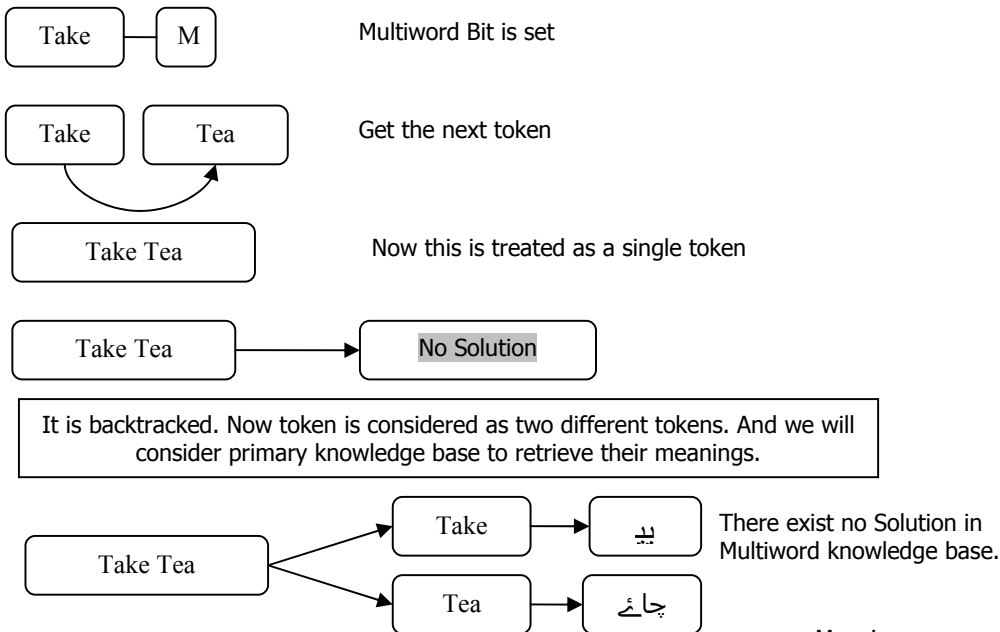 Take M Multiword Bit is set
Take Tea Get the next token
Take Tea Now this is treated as a single token
Take Tea No Solution
It is backtracked. Now token is considered as two different tokens. And we will
consider primary knowledge base to retrieve their meanings.
Take There exist no Solution in
Multiword knowledge base.
Take Tea
Tea چائے